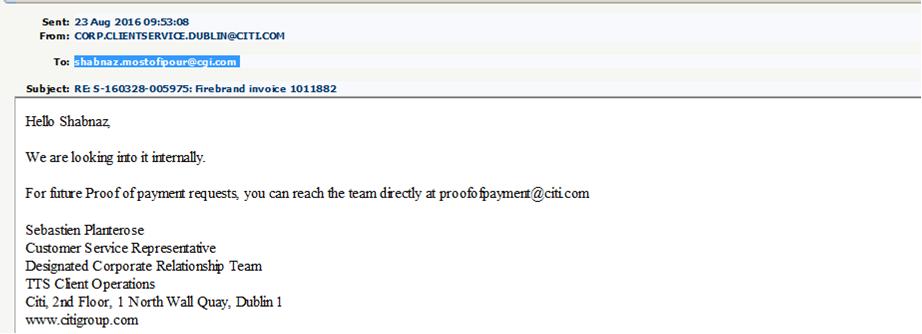 Sent: 23 Aug 2016 09:53:08
From: CORP.CLIENTSERVICE.DUBLIN@CITI.COM
To: shabnaz.mostofipour@cgi.com
Subject: RE: S-160328-005975: Firebrand invoice 1011882
Hello Shabnaz,
We are looking into it internally.
For future Proof of payment requests, you can reach the team directly at proofofpayment@citi.com
Sebastien Planterose
Customer Service Representative
Designated Corporate Relationship Team
TTS Client Operations
Citi, 2nd Floor, 1 North Wall Quay, Dublin 1
www.citigroup.com